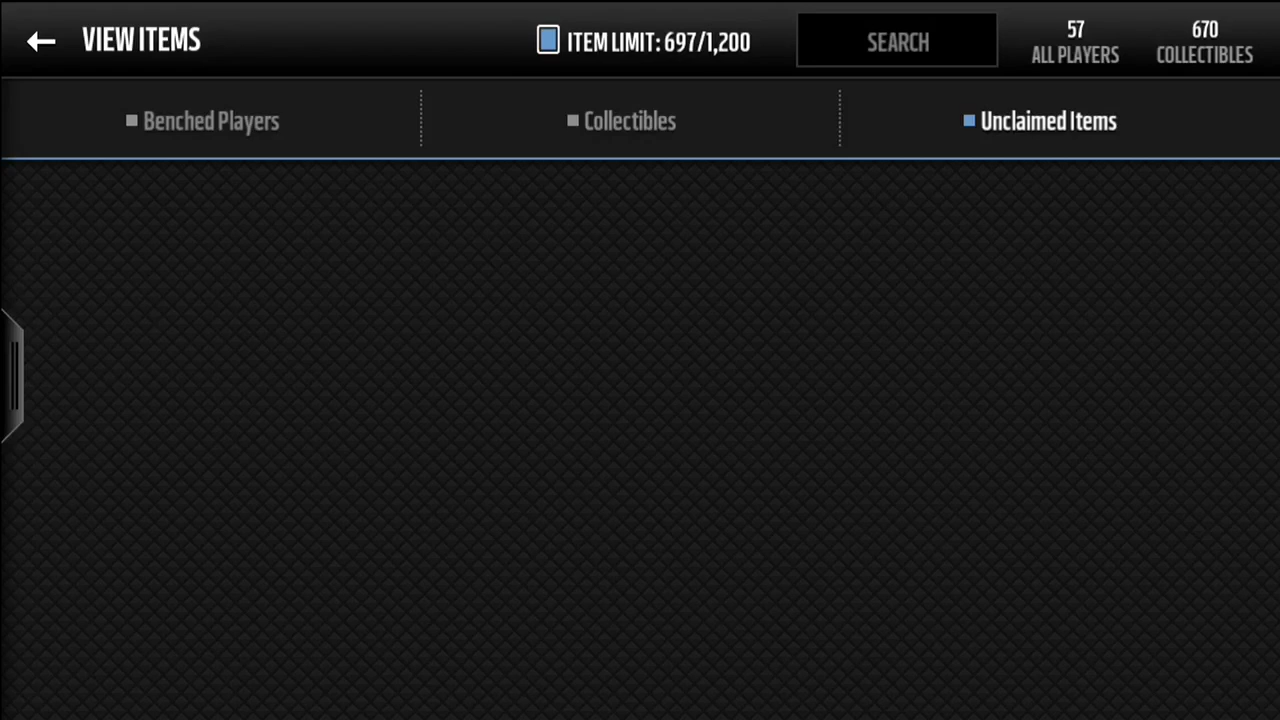 VIEW ITEMS
ITEM LIMIT: 697/1,200
SEARCH
57
ALL PLAYERS
670
COLLECTIBLES
Benched Players
Collectibles
Unclaimed Items